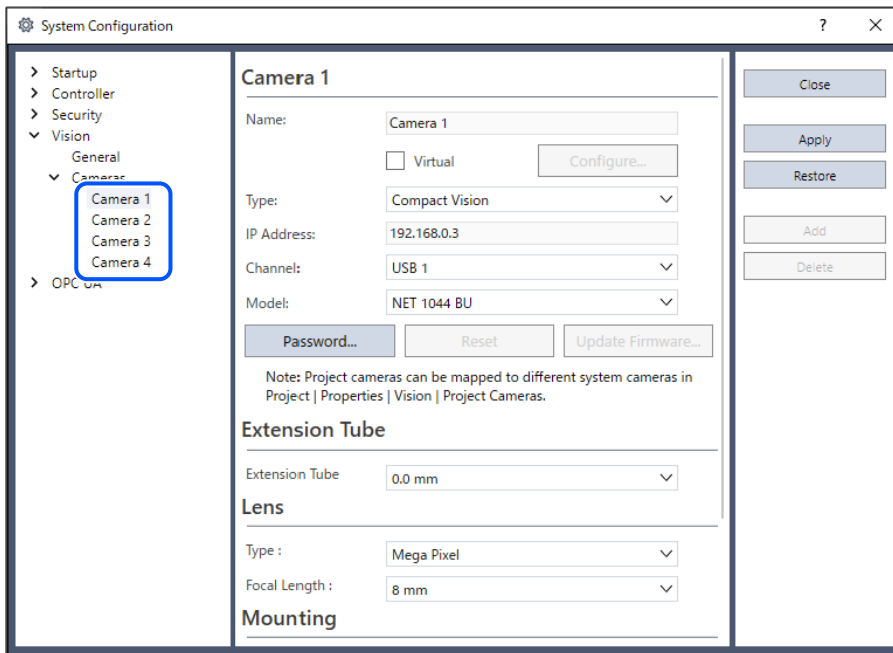 System Configuration
?
Startup
Controller
Security
Vision
General
Cameras
Camera 1
Camera 2
Camera 3
Camera 4
OPC UA
Camera 1
Name:
Camera 1
Virtual
Configure...
Type:
Compact Vision
IP Address:
192.168.0.3
Channel:
USB 1
Model:
NET 1044 BU
Password...
Reset
Update Firmware...
Note: Project cameras can be mapped to different system cameras in
Project | Properties | Vision | Project Cameras.
Extension Tube
Extension Tube
0.0 mm
Lens
Type :
Mega Pixel
Focal Length :
8 mm
Mounting
Close
Apply
Restore
Add
Delete